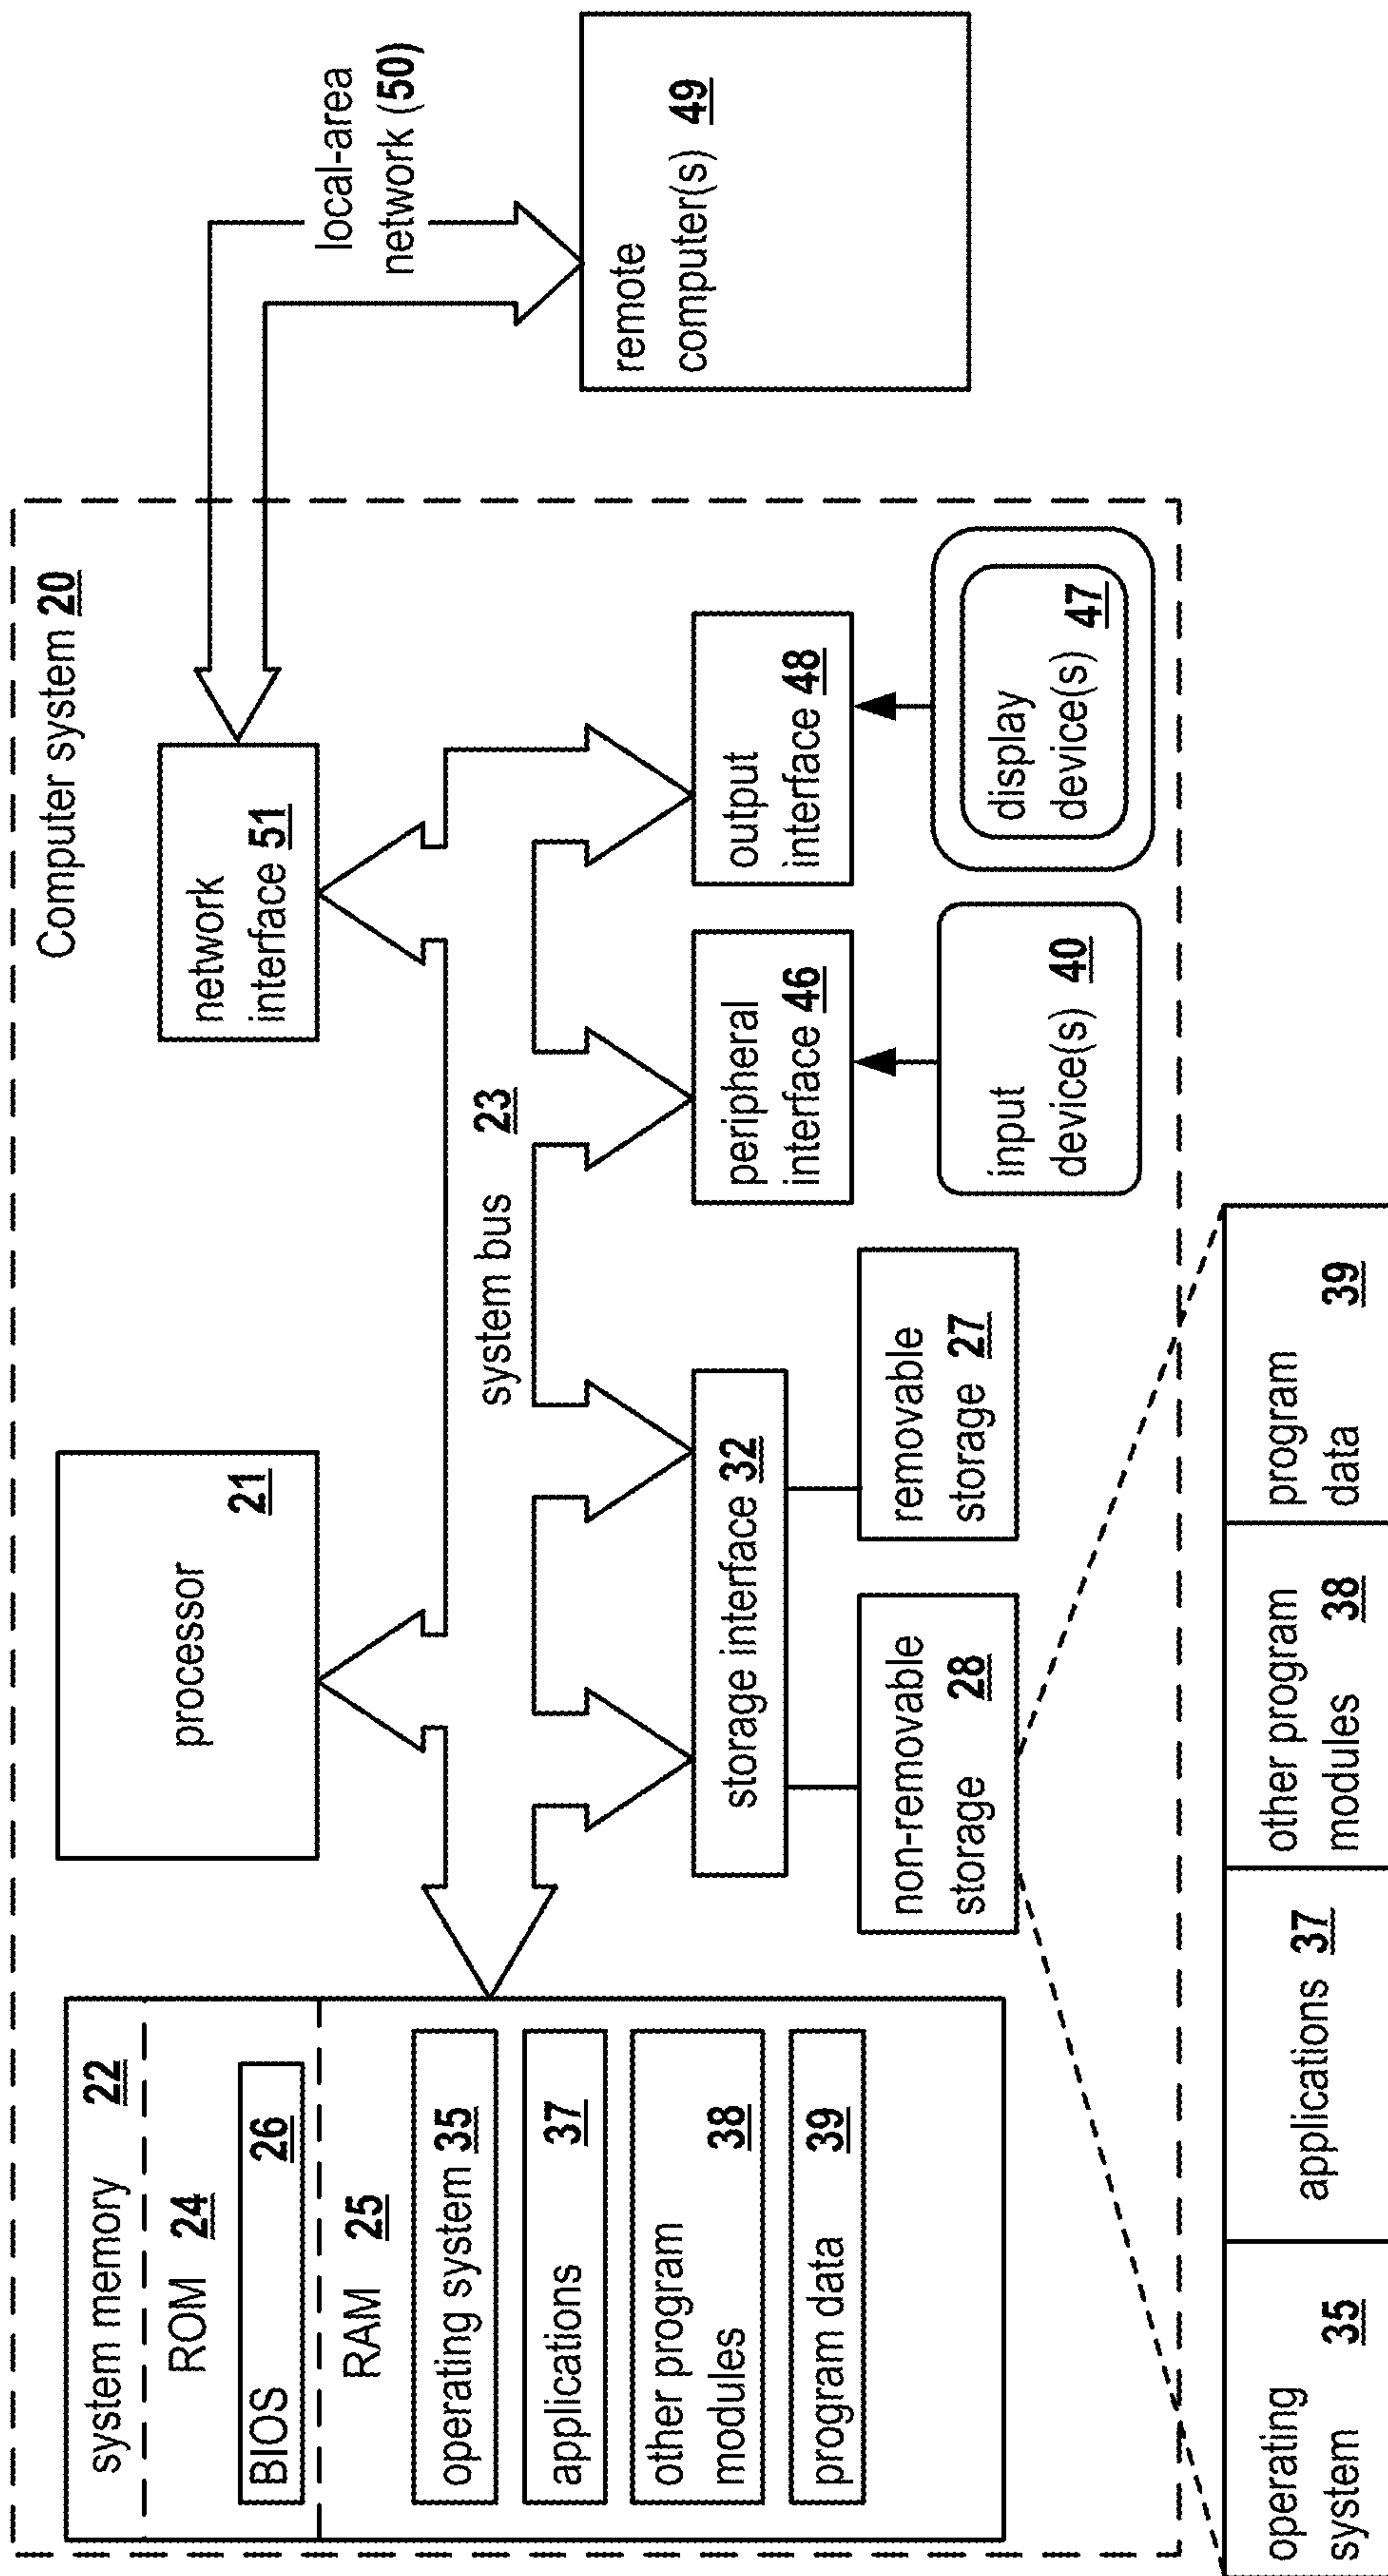 Computer system 20
system memory 22
ROM 24
BIOS 26
RAM 25
operating system 35
applications 37
other program
modules 38
program data 39
processor
21
network
interface 51
local-area
network (50)
system bus 23
storage interface 32
non-removable
storage 28
removable
storage 27
peripheral
interface 46
output
interface 48
input
device(s) 40
display
device(s) 47
remote
computer(s) 49
operating
system 35
applications 37
other program
modules 38
program
data 39